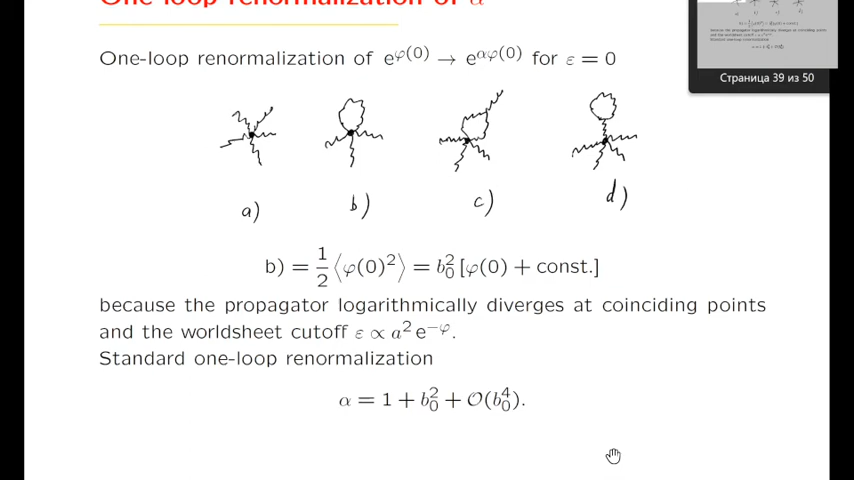 One-loop renormalization of α
Страница 39 из 50
One-loop renormalization of e^{φ(0)} → e^{αφ(0)} for ε = 0
a) b) c) d)
b) = 1/2 ⟨φ(0)²⟩ = b₀² [φ(0) + const.]
because the propagator logarithmically diverges at coinciding points
and the worldsheet cutoff ε ∝ a² e^{−φ}.
Standard one-loop renormalization
α = 1 + b₀² + O(b₀⁴).